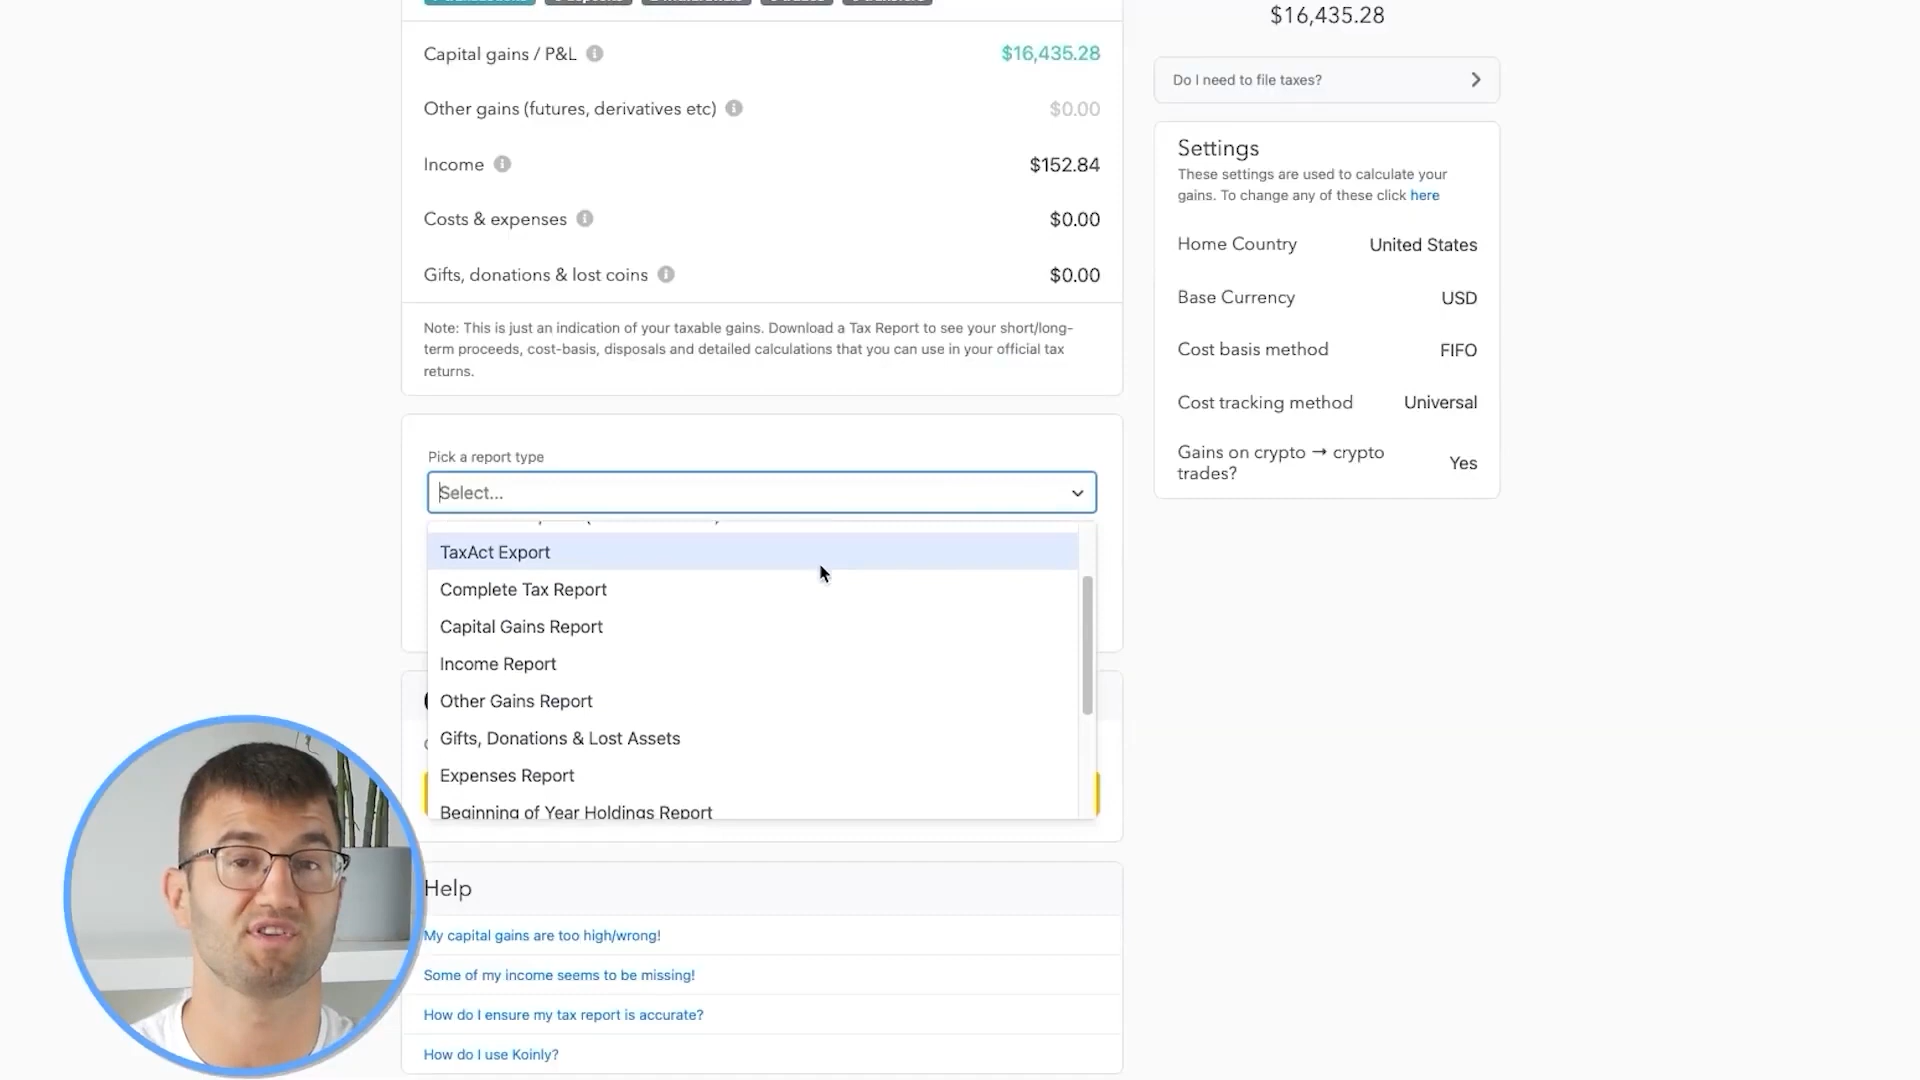 $16,435.28
Capital gains / P&L
$16,435.28
Other gains (futures, derivatives etc)
$0.00
Income
$152.84
Costs & expenses
$0.00
Gifts, donations & lost coins
$0.00
Note: This is just an indication of your taxable gains. Download a Tax Report to see your short/long-
term proceeds, cost-basis, disposals and detailed calculations that you can use in your official tax
returns.
Pick a report type
Select...
TaxAct Export
Complete Tax Report
Capital Gains Report
Income Report
Other Gains Report
Gifts, Donations & Lost Assets
Expenses Report
Beginning of Year Holdings Report
Help
My capital gains are too high/wrong!
Some of my income seems to be missing!
How do I ensure my tax report is accurate?
How do I use Koinly?
Do I need to file taxes?
Settings
These settings are used to calculate your
gains. To change any of these click here
Home Country
United States
Base Currency
USD
Cost basis method
FIFO
Cost tracking method
Universal
Gains on crypto → crypto
trades?
Yes